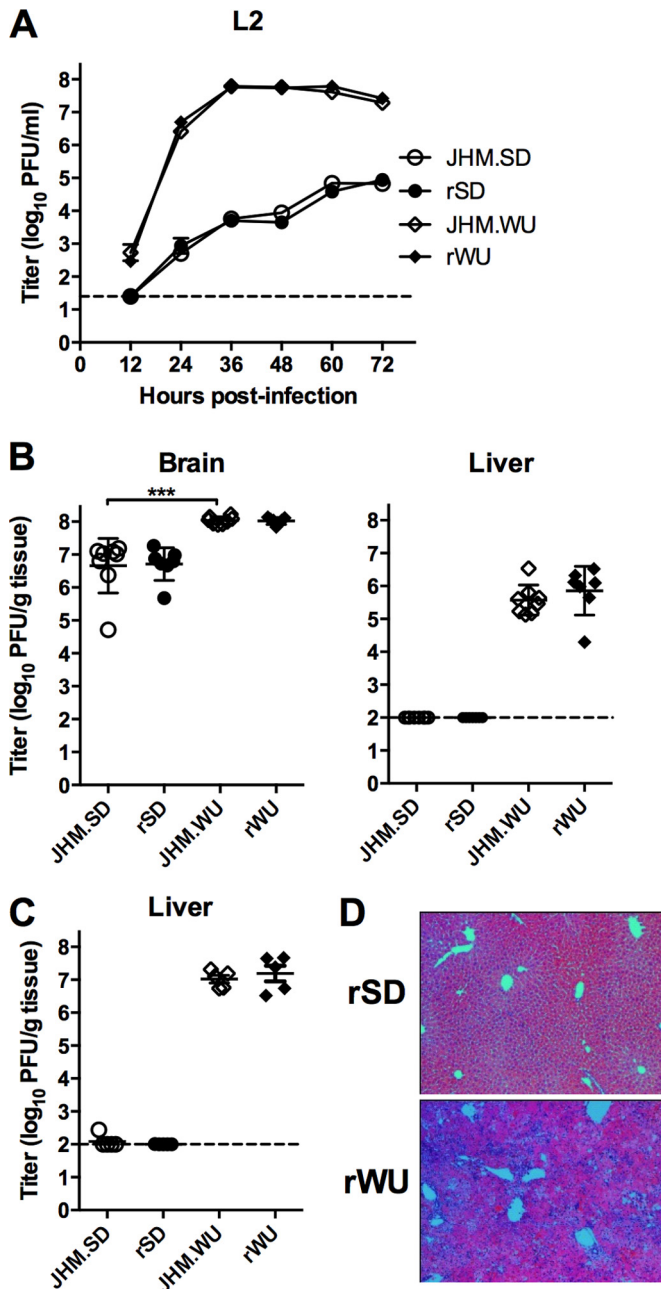 A
L2
Titer (log10 PFU/ml)
8
7
6
5
4
3
2
1
0
0 12 24 36 48 60 72
Hours post-infection
JHM.SD
rSD
JHM.WU
rWU
B
Brain
***
Titer (log10 PFU/g tissue)
8
7
6
5
4
3
2
1
0
JHM.SD rSD JHM.WU rWU
Liver
8
7
6
5
4
3
2
1
0
JHM.SD rSD JHM.WU rWU
C
Liver
Titer (log10 PFU/g tissue)
8
7
6
5
4
3
2
1
0
JHM.SD rSD JHM.WU rWU
D
rSD
rWU